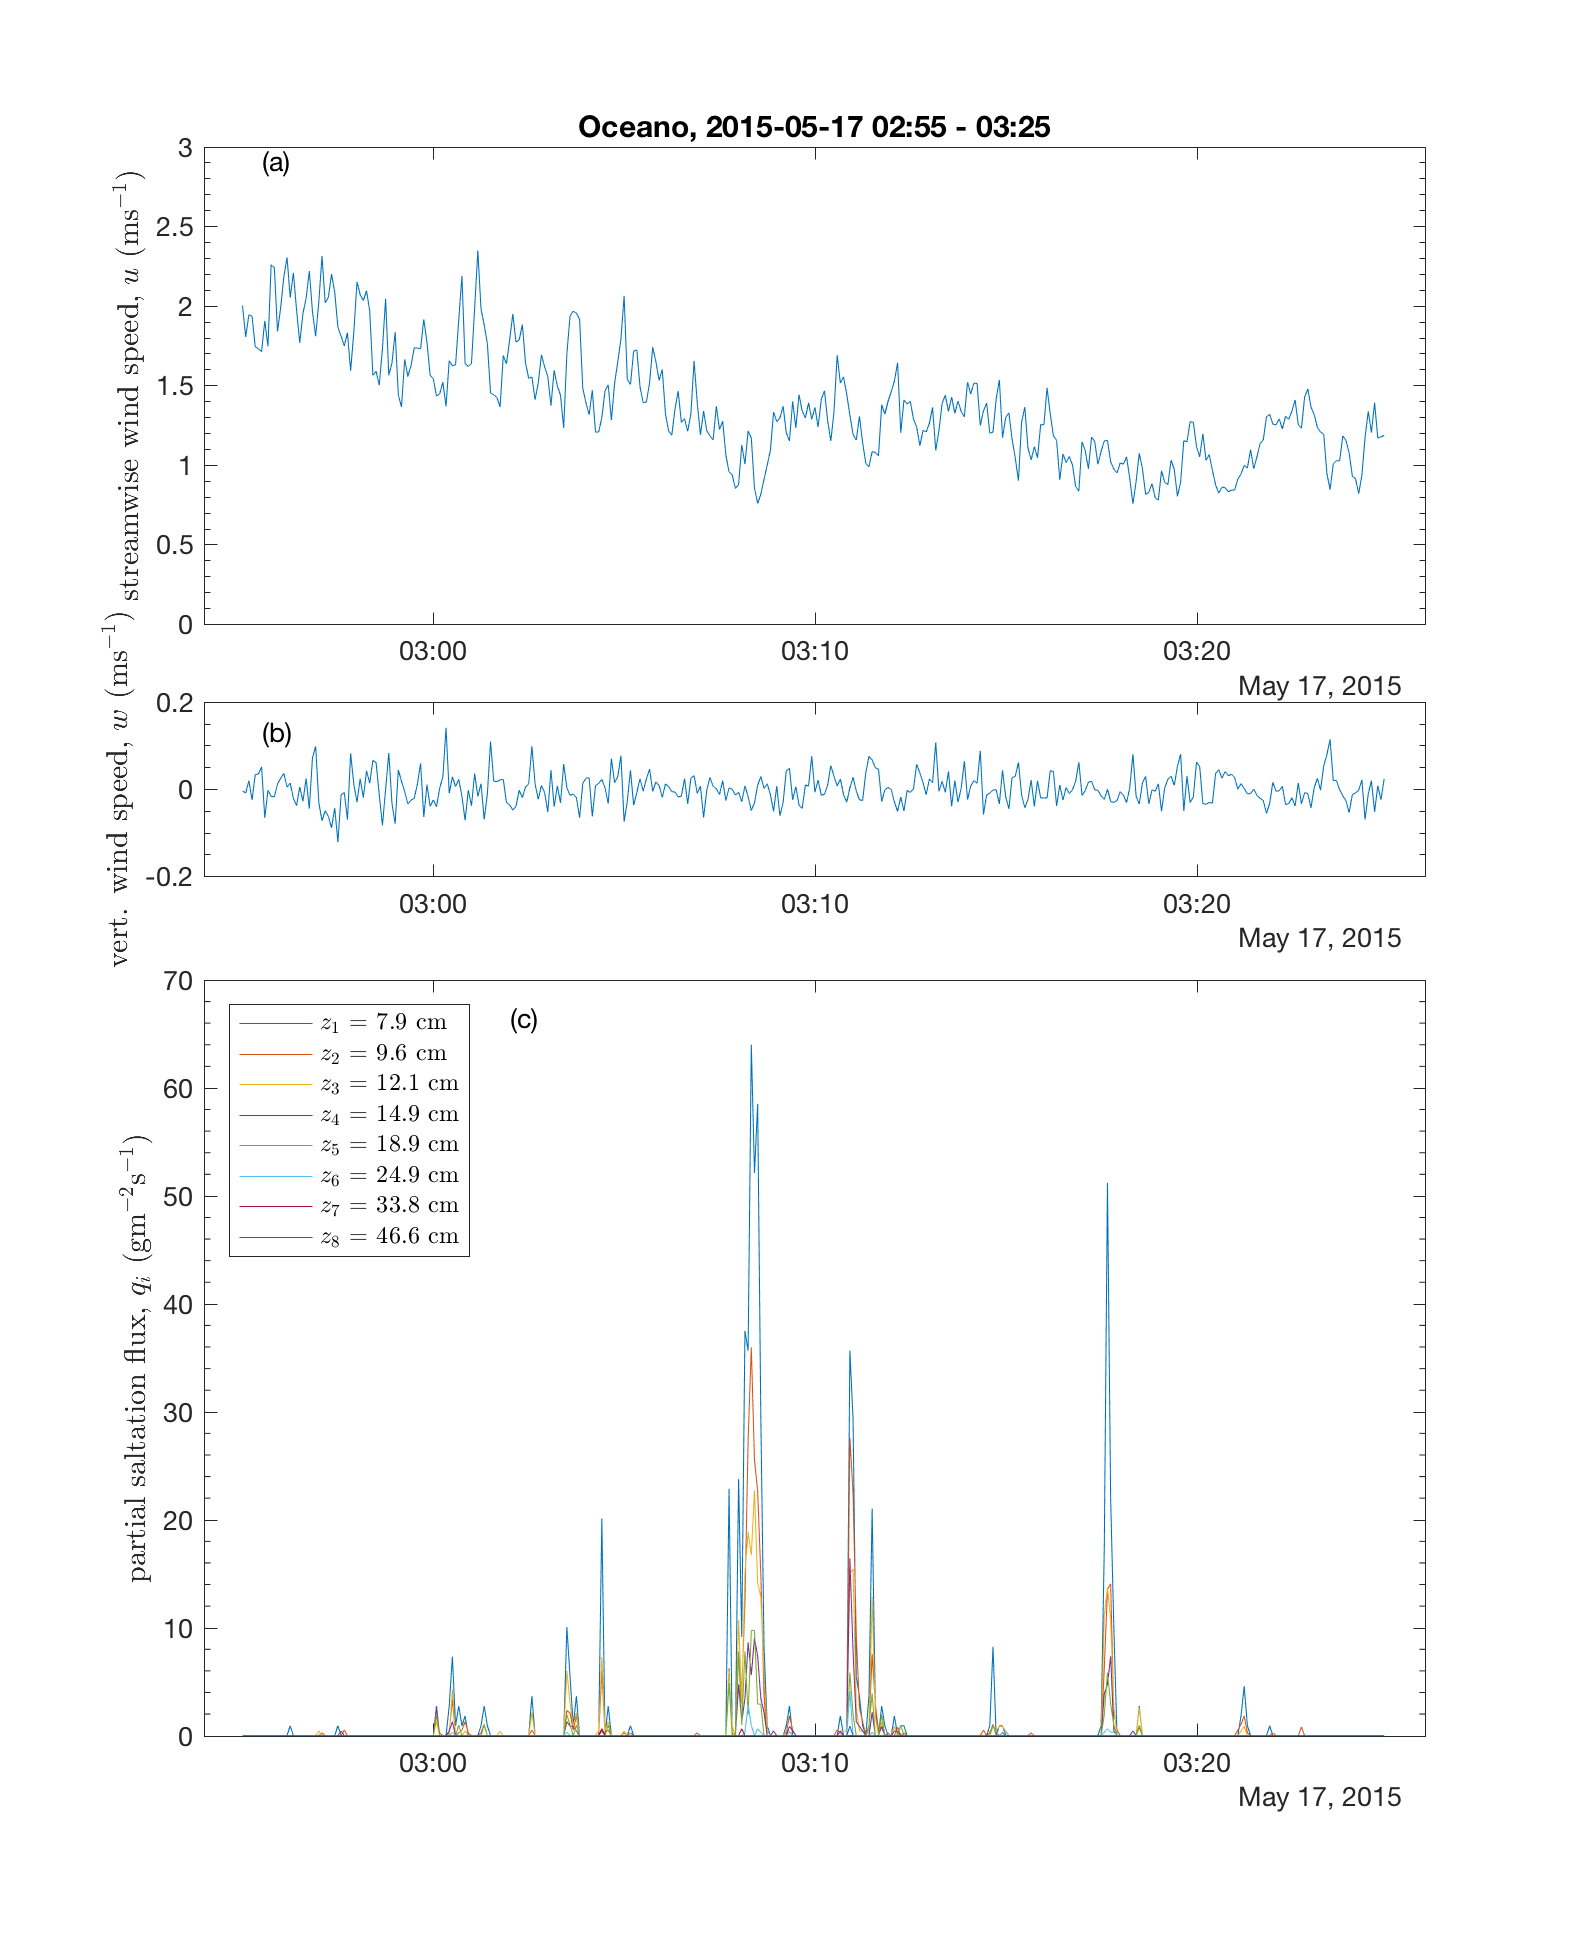 Oceano, 2015-05-17 02:55 - 03:25
(a)
streamwise wind speed, u (ms⁻¹)
3
2.5
2
1.5
1
0.5
0
03:00 03:10 03:20
May 17, 2015
(b)
vert. wind speed, w (ms⁻¹)
0.2
0
-0.2
03:00 03:10 03:20
May 17, 2015
(c)
partial saltation flux, qᵢ (gm⁻²s⁻¹)
70
60
50
40
30
20
10
0
z₁ = 7.9 cm
z₂ = 9.6 cm
z₃ = 12.1 cm
z₄ = 14.9 cm
z₅ = 18.9 cm
z₆ = 24.9 cm
z₇ = 33.8 cm
z₈ = 46.6 cm
03:00 03:10 03:20
May 17, 2015